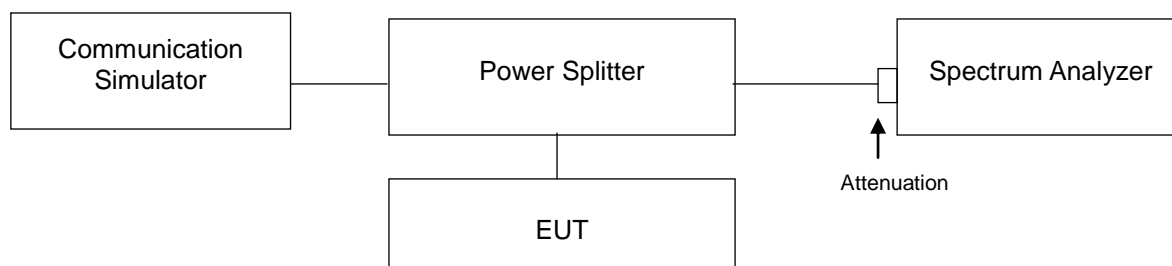 Communication
Simulator
Power Splitter
Spectrum Analyzer
Attenuation
EUT